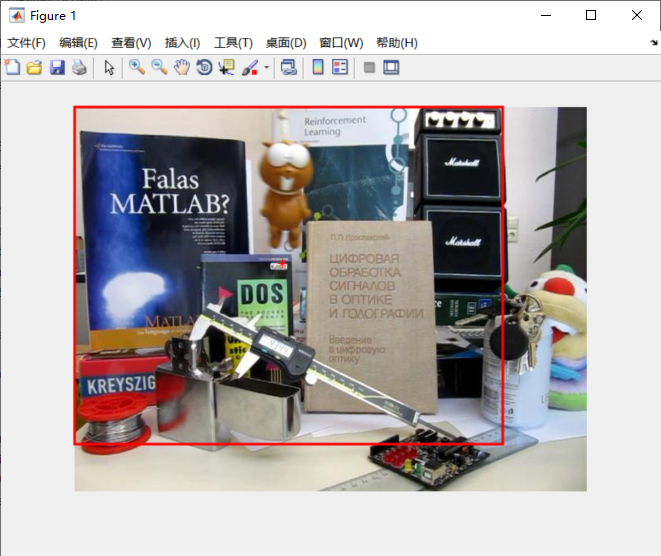 Figure 1
文件(F) 编辑(E) 查看(V) 插入(I) 工具(T) 桌面(D) 窗口(W) 帮助(H)
Reinforcement
Learning
Marshall
Falas
MATLAB?
Marshall
Л.П. Ярославский
ЦИФРОВАЯ
ОБРАБОТКА
СИГНАЛОВ
В ОПТИКЕ
И ГОЛОГРАФИИ
DOS
MATLAB
Введение
в цифровую
оптику
KREYSZIG